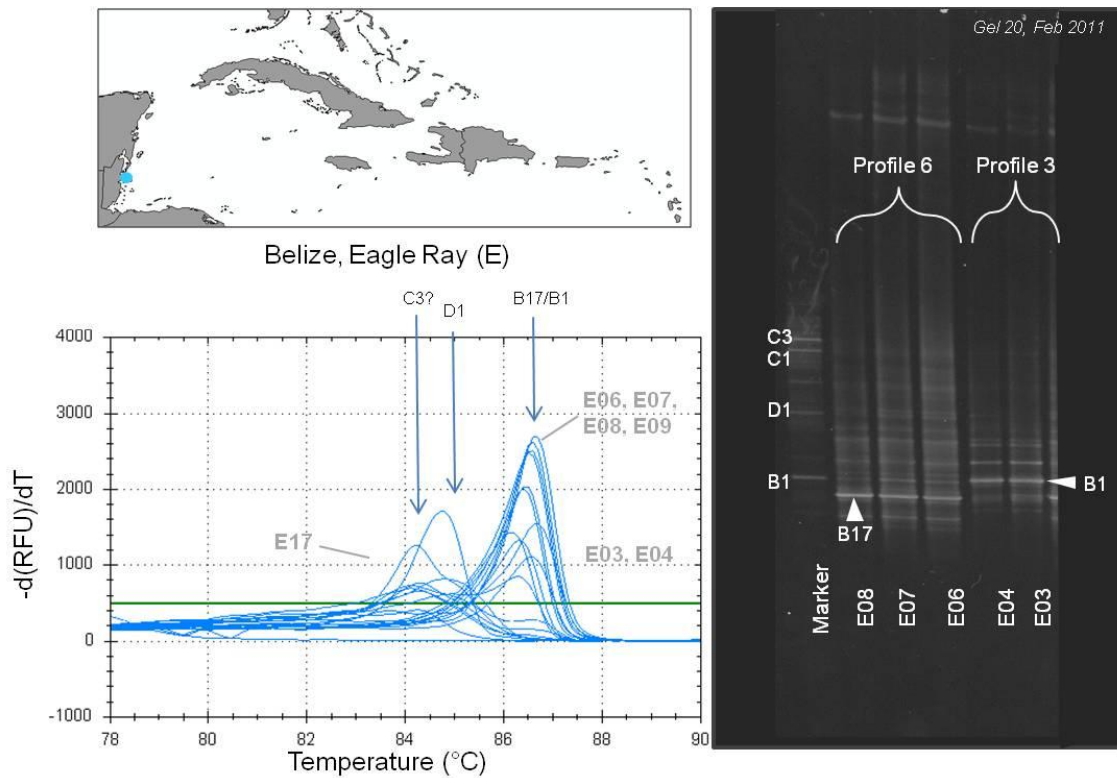 Belize, Eagle Ray (E)
C3?
D1
B17/B1
4000
3000
2000
1000
0
-1000
-d(RFU)/dT
E06, E07,
E08, E09
E17
E03, E04
78
80
82
84
86
88
90
Temperature (°C)
Gel 20, Feb 2011
Profile 6
Profile 3
C3
C1
D1
B1
B1
B17
Marker
E08
E07
E06
E04
E03